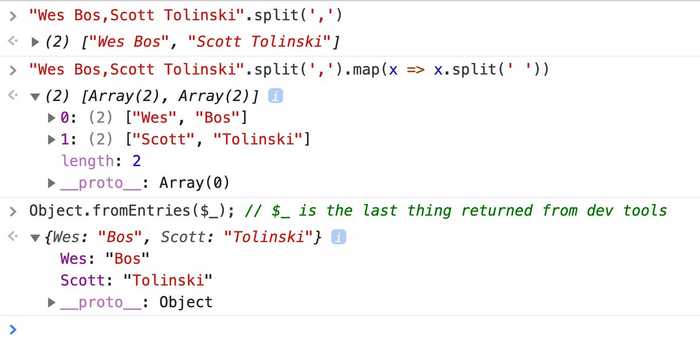 > "Wes Bos,Scott Tolinski".split(',')
(2) ["Wes Bos", "Scott Tolinski"]
> "Wes Bos,Scott Tolinski".split(',').map(x => x.split(' '))
(2) [Array(2), Array(2)] i
0: (2) ["Wes", "Bos"]
1: (2) ["Scott", "Tolinski"]
length: 2
__proto__: Array(0)
> Object.fromEntries($_); // $_ is the last thing returned from dev tools
{Wes: "Bos", Scott: "Tolinski"} i
Wes: "Bos"
Scott: "Tolinski"
__proto__: Object
>